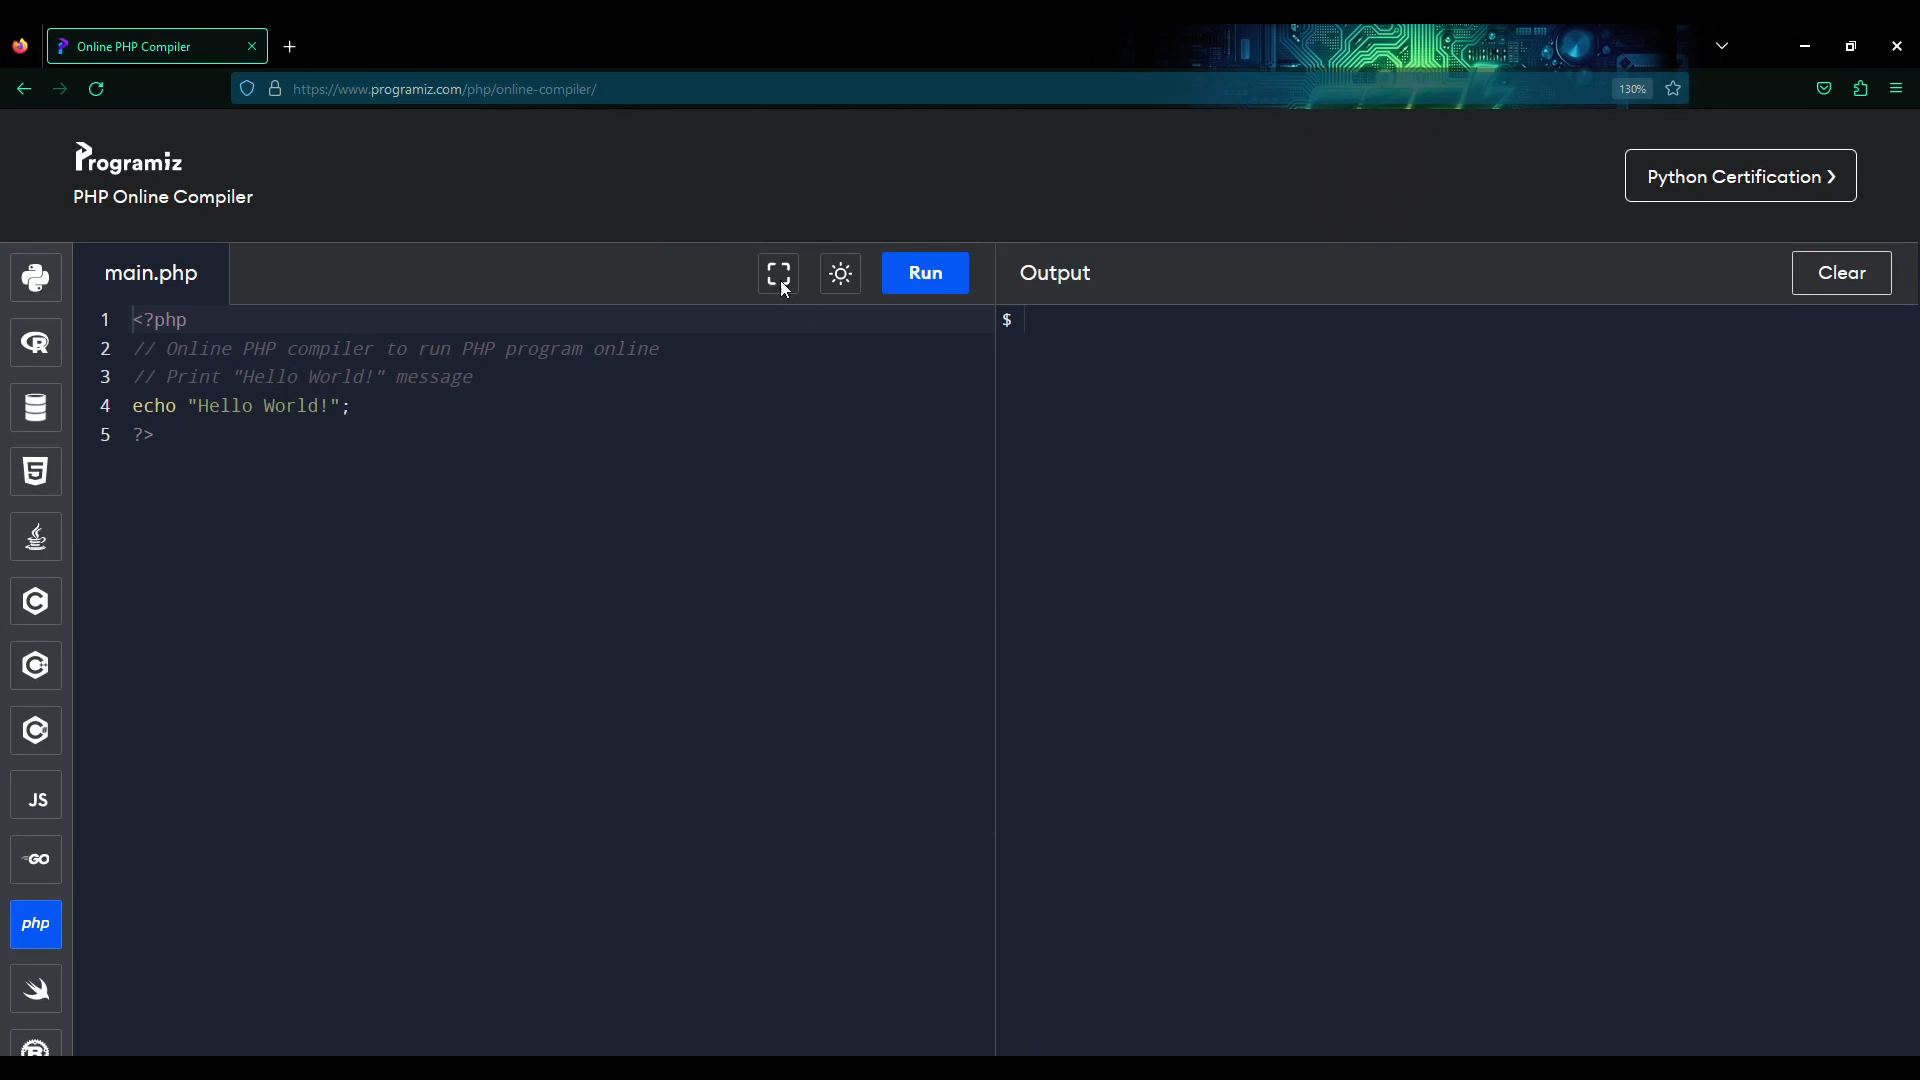 Online PHP Compiler
https://www.programiz.com/php/online-compiler/
130%
Programiz
PHP Online Compiler
Python Certification ❯
main.php
Run
Output
Clear
1 <?php
2 // Online PHP compiler to run PHP program online
3 // Print "Hello World!" message
4 echo "Hello World!";
5 ?>
$
R
5
C
C+
C#
JS
GO
php
R